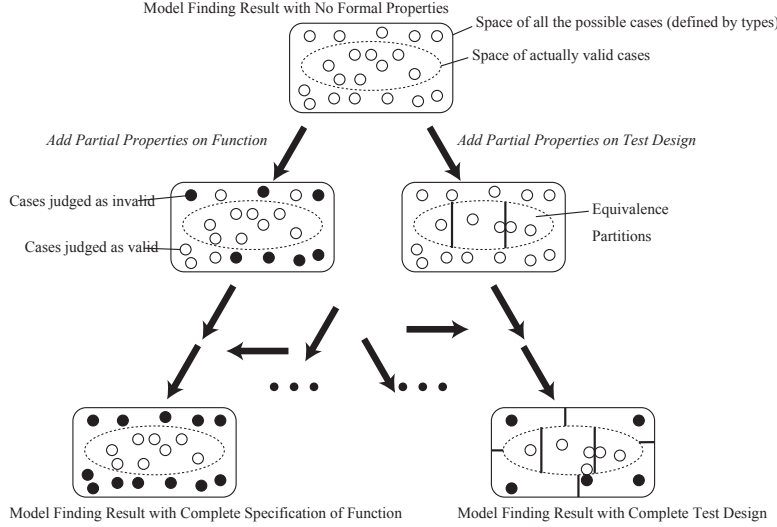 Model Finding Result with No Formal Properties
Space of all the possible cases (defined by types)
Space of actually valid cases
Add Partial Properties on Function
Add Partial Properties on Test Design
Cases judged as invalid
Cases judged as valid
Equivalence
Partitions
Model Finding Result with Complete Specification of Function
Model Finding Result with Complete Test Design